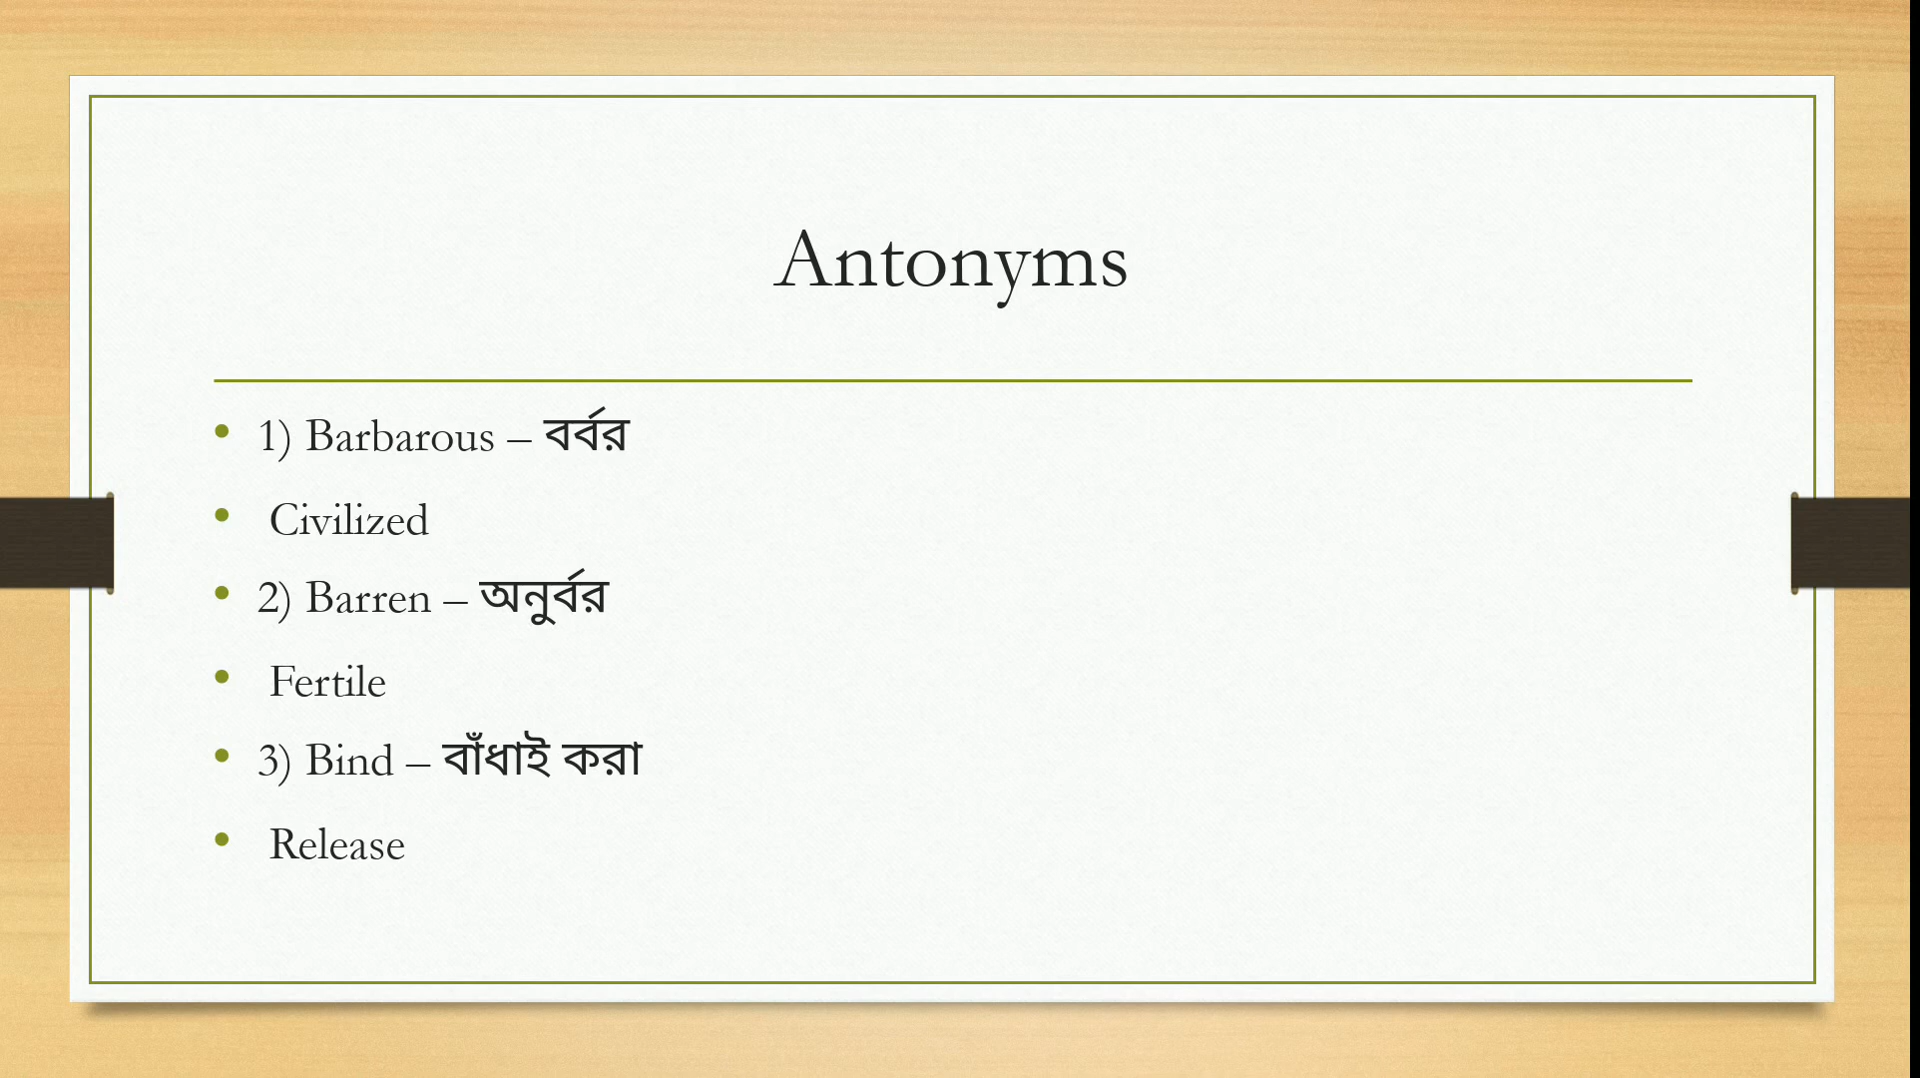 Antonyms
• 1) Barbarous – বর্বর
• Civilized
• 2) Barren – অনুর্বর
• Fertile
• 3) Bind – বাঁধাই করা
• Release